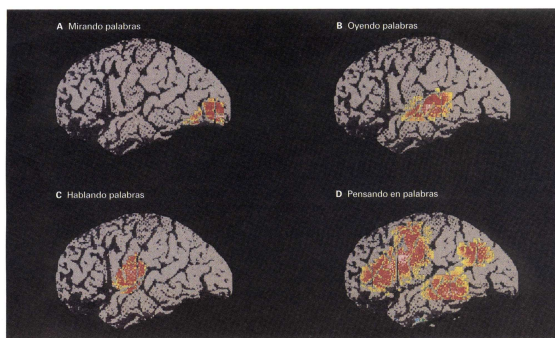 A Mirando palabras
B Oyendo palabras
C Hablando palabras
D Pensando en palabras